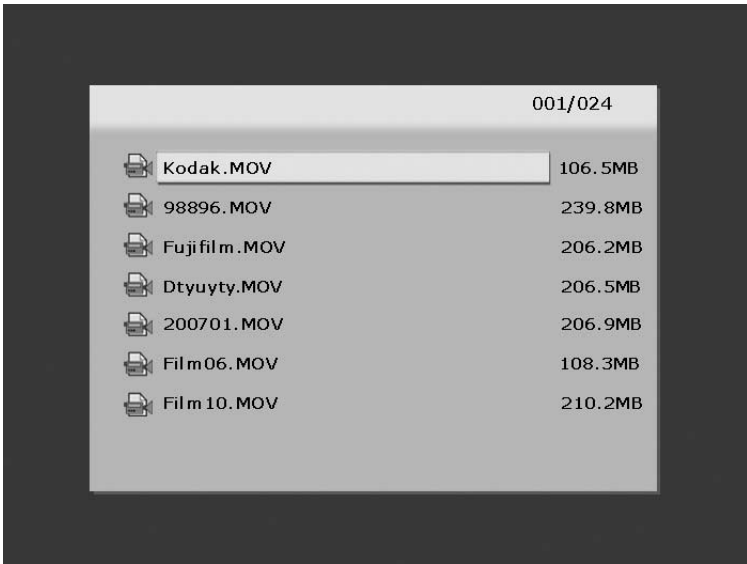 001/024
Kodak.MOV 106.5MB
98896.MOV 239.8MB
Fujifilm.MOV 206.2MB
Dtyuyty.MOV 206.5MB
200701.MOV 206.9MB
Film06.MOV 108.3MB
Film10.MOV 210.2MB